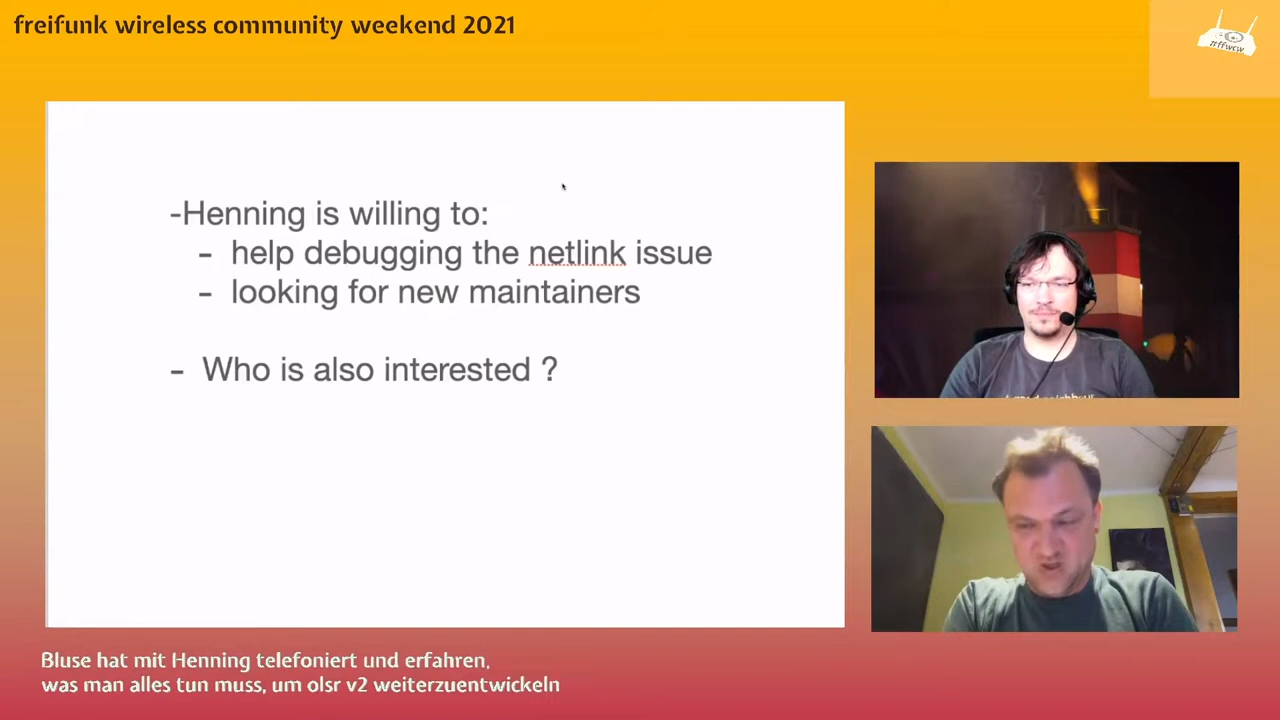 freifunk wireless community weekend 2021
#ffwcw
-Henning is willing to:
- help debugging the netlink issue
- looking for new maintainers
- Who is also interested ?
Bluse hat mit Henning telefoniert und erfahren,
was man alles tun muss, um olsr v2 weiterzuentwickeln